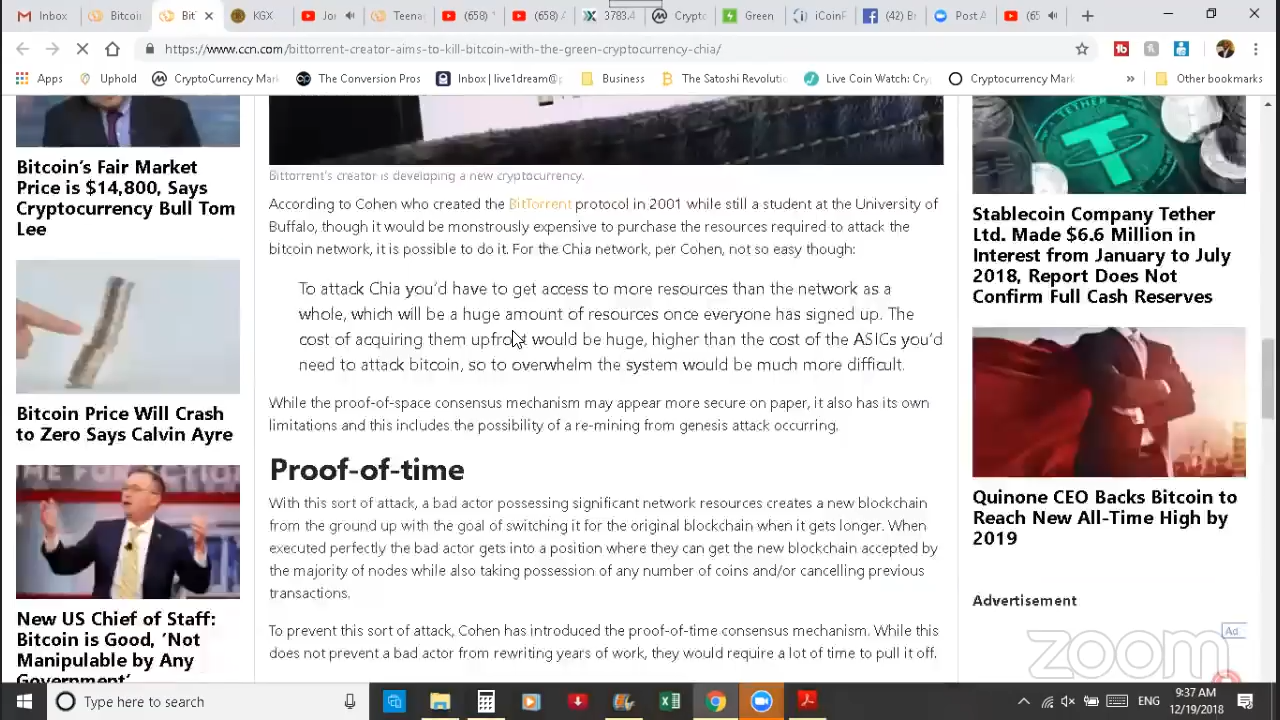 Inbox
Bitcoin
Bit
KGX
Jo
Teena
(658)
(658) /
3783.4
Crypto
Green
iCoinF
(42) B
Post A
(65
https://www.ccn.com/bittorrent-creator-aims-to-kill-bitcoin-with-the-green-cryptocurrency-chia/
Apps
Uphold
CryptoCurrency Mar
The Conversion Pros
Inbox | live1dream@
Business
The Satoshi Revoluti
Live Coin Watch: Cry
Cryptocurrency Mark
»
Other bookmarks
Bitcoin's Fair Market
Price is $14,800, Says
Cryptocurrency Bull Tom
Lee
Bitcoin Price Will Crash
to Zero Says Calvin Ayre
New US Chief of Staff:
Bitcoin is Good, 'Not
Manipulable by Any
Government'
Bittorrent's creator is developing a new cryptocurrency.
According to Cohen who created the BitTorrent protocol in 2001 while still a student at the University of
Buffalo, though it would be monstrously expensive to purchase the resources required to attack the
bitcoin network, it is possible to do it. For the Chia network, per Cohen, not so easy though:
To attack Chia you'd have to get access to more resources than the network as a
whole, which will be a huge amount of resources once everyone has signed up. The
cost of acquiring them upfront would be huge, higher than the cost of the ASICs you'd
need to attack bitcoin, so to overwhelm the system would be much more difficult.
While the proof-of-space consensus mechanism may appear more secure on paper, it also has its own
limitations and this includes the possibility of a re-mining from genesis attack occurring.
Proof-of-time
With this sort of attack, a bad actor possessing significant network resources creates a new blockchain
from the ground up with the goal of switching it for the original blockchain when it gets longer. When
executed perfectly the bad actor gets into a position where they can get the new blockchain accepted by
the majority of nodes while also taking possession of any number of coins and/or cancelling previous
transactions.
To prevent this sort of attack, Cohen has introduced the proof-of-time consensus mechanism. While this
does not prevent a bad actor from rewriting years of work, they would require a lot of time to pull it off.
Stablecoin Company Tether
Ltd. Made $6.6 Million in
Interest from January to July
2018, Report Does Not
Confirm Full Cash Reserves
Quinone CEO Backs Bitcoin to
Reach New All-Time High by
2019
Advertisement
Ad
zoom
Type here to search
ENG
9:37 AM
12/19/2018